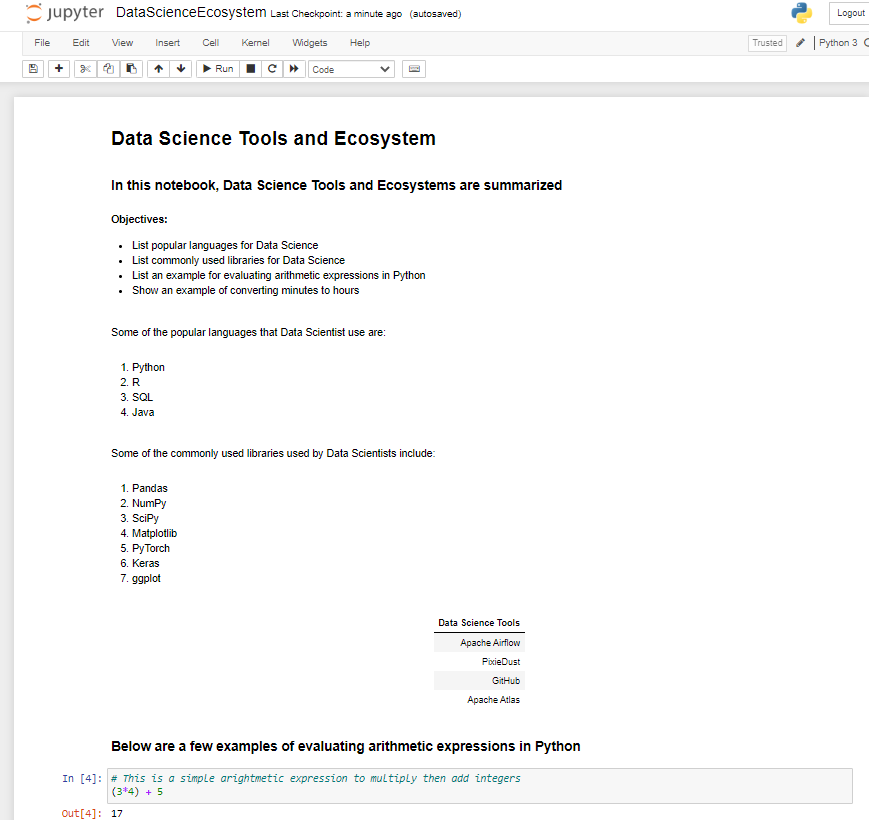 jupyter DataScienceEcosystem Last Checkpoint: a minute ago (autosaved) Logout
File Edit View Insert Cell Kernel Widgets Help Trusted Python 3
Run Code
Data Science Tools and Ecosystem
In this notebook, Data Science Tools and Ecosystems are summarized
Objectives:
• List popular languages for Data Science
• List commonly used libraries for Data Science
• List an example for evaluating arithmetic expressions in Python
• Show an example of converting minutes to hours
Some of the popular languages that Data Scientist use are:
1. Python
2. R
3. SQL
4. Java
Some of the commonly used libraries used by Data Scientists include:
1. Pandas
2. NumPy
3. SciPy
4. Matplotlib
5. PyTorch
6. Keras
7. ggplot
Data Science Tools
Apache Airflow
PixieDust
GitHub
Apache Atlas
Below are a few examples of evaluating arithmetic expressions in Python
In [4]: # This is a simple arightmetic expression to multiply then add integers
(3*4) + 5
Out[4]: 17